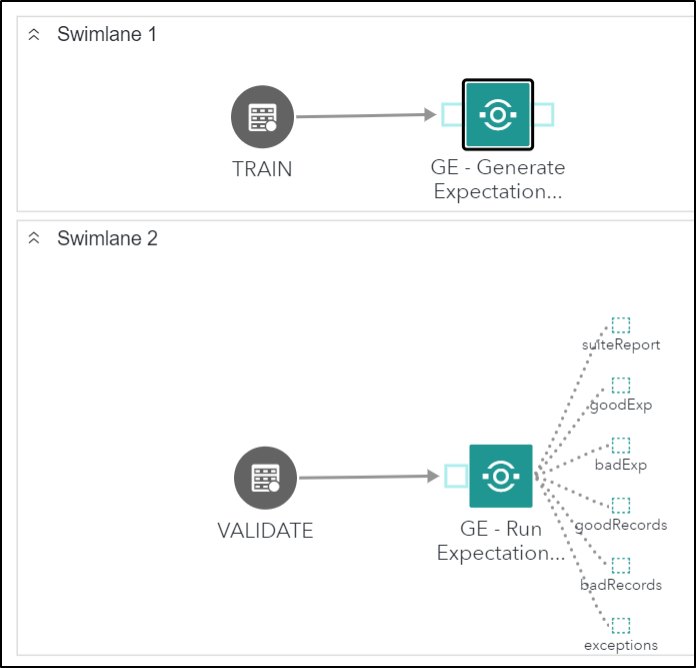 Swimlane 1
TRAIN
GE - Generate
Expectation...
Swimlane 2
suiteReport
goodExp
badExp
goodRecords
badRecords
exceptions
VALIDATE
GE - Run
Expectation...